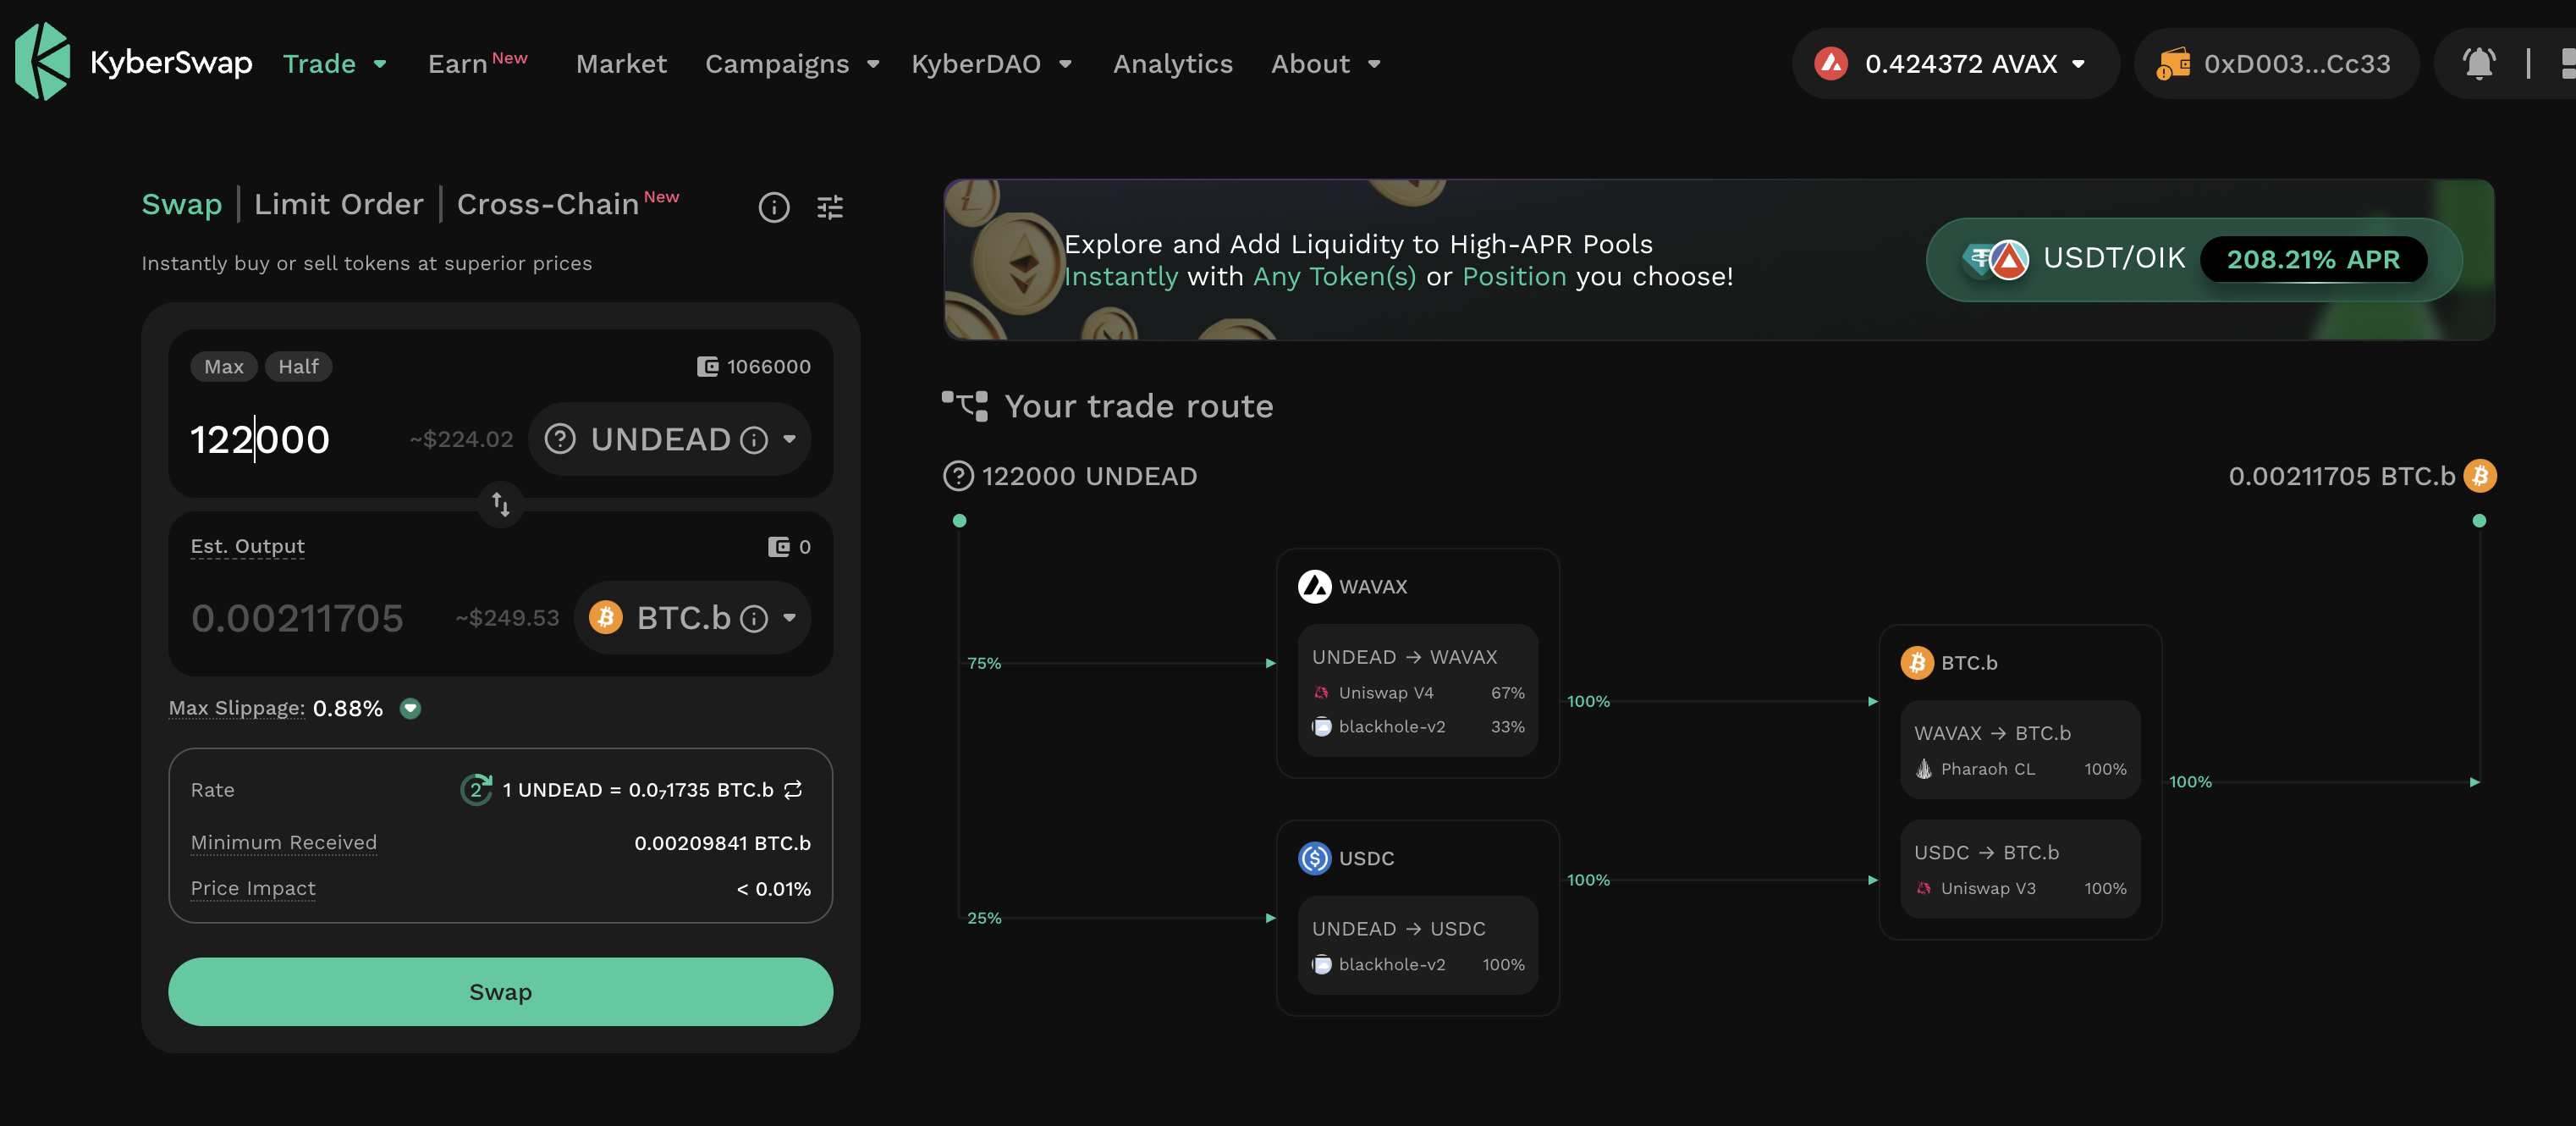 KyberSwap Trade Earn New Market Campaigns KyberDAO Analytics About 0.424372 AVAX 0xD003...Cc33
Swap | Limit Order | Cross-Chain New
Instantly buy or sell tokens at superior prices
Max Half 1066000
122000 ~$224.02 UNDEAD
Est. Output 0
0.00211705 ~$249.53 BTC.b
Max Slippage: 0.88%
Rate 2 1 UNDEAD = 0.0₇1735 BTC.b
Minimum Received 0.00209841 BTC.b
Price Impact < 0.01%
Swap
Explore and Add Liquidity to High-APR Pools
Instantly with Any Token(s) or Position you choose!
USDT/OIK 208.21% APR
Your trade route
122000 UNDEAD 0.00211705 BTC.b
75%
WAVAX
UNDEAD → WAVAX
Uniswap V4 67%
blackhole-v2 33%
100%
25%
USDC
UNDEAD → USDC
blackhole-v2 100%
100%
BTC.b
WAVAX → BTC.b
Pharaoh CL 100%
USDC → BTC.b
Uniswap V3 100%
100%